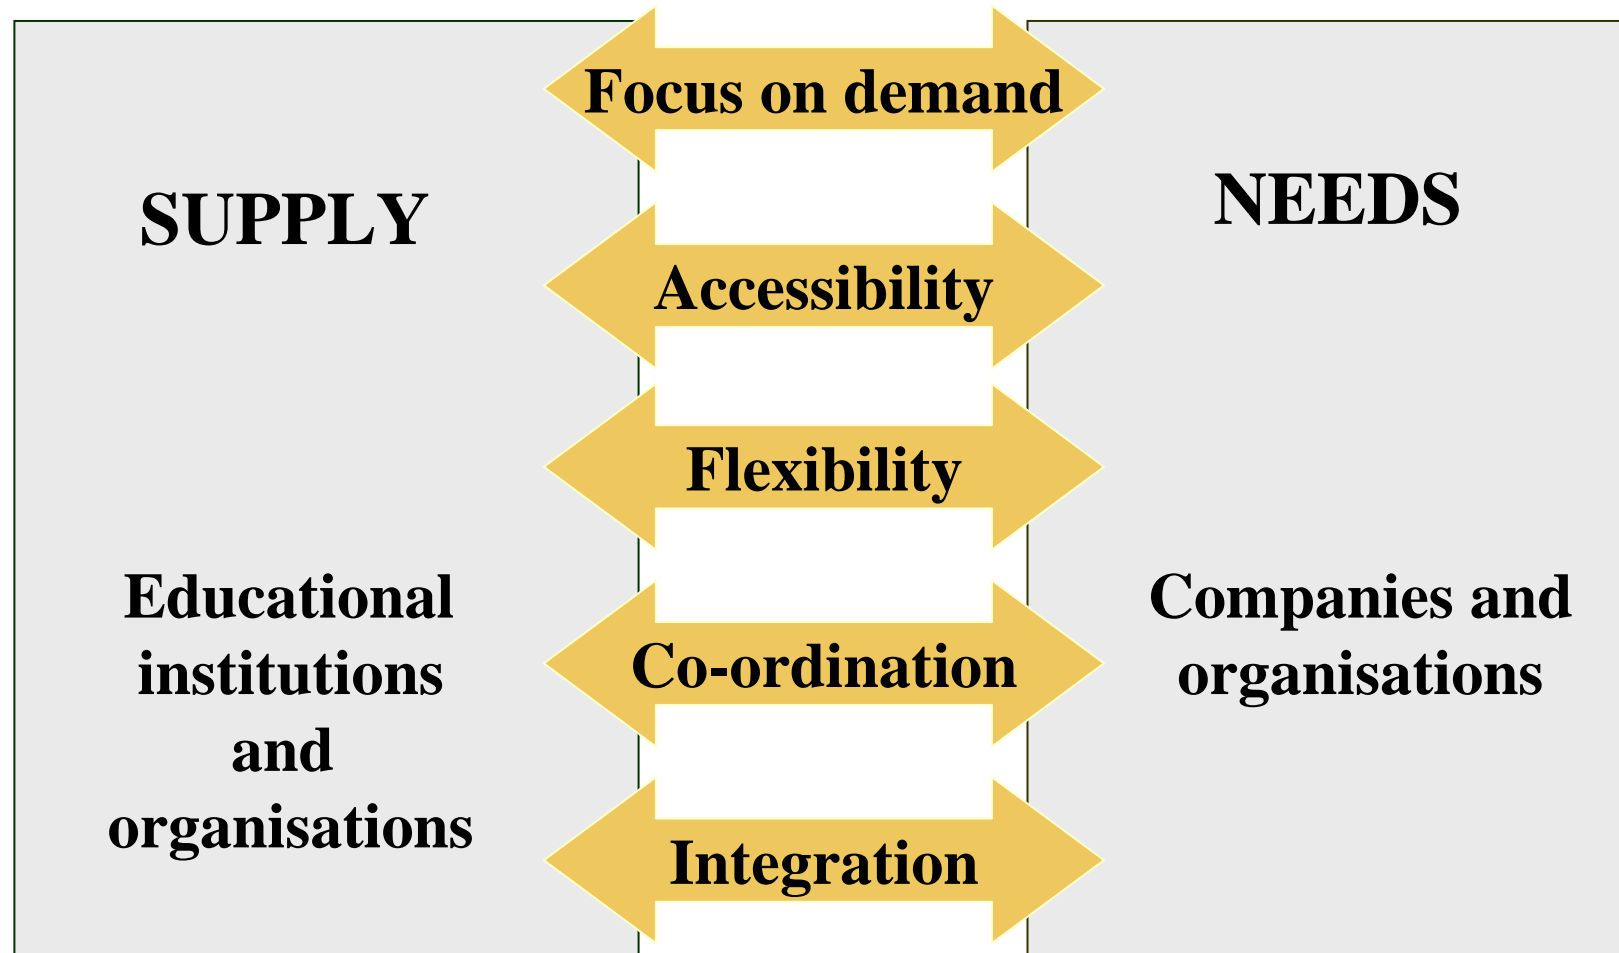 SUPPLY
Educational
institutions
and
organisations
Focus on demand
Accessibility
Flexibility
Co-ordination
Integration
NEEDS
Companies and
organisations